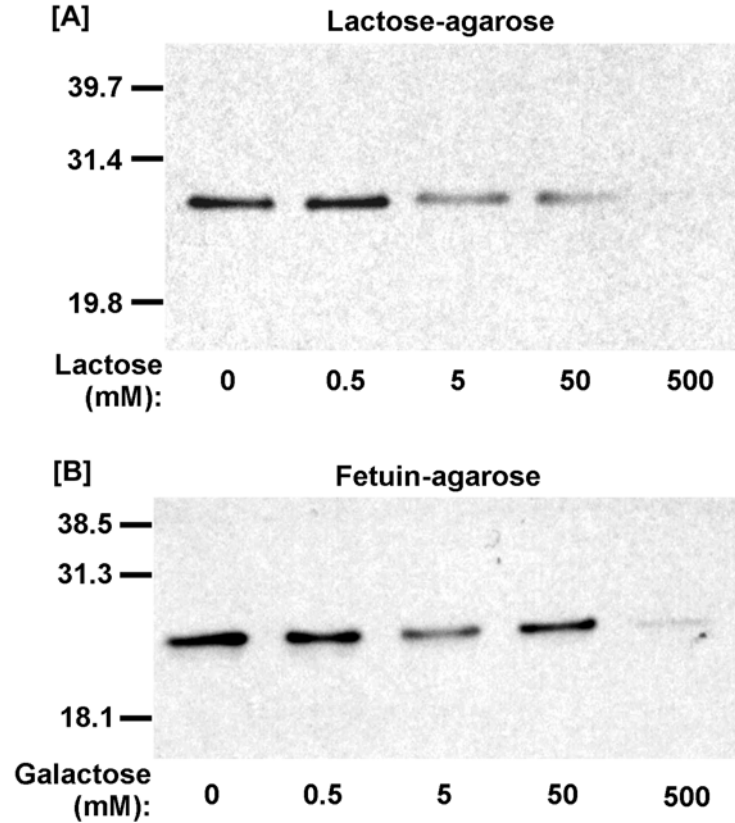 [A]
Lactose-agarose
39.7
31.4
19.8
Lactose
(mM):
0 0.5 5 50 500
[B]
Fetuin-agarose
38.5
31.3
18.1
Galactose
(mM):
0 0.5 5 50 500